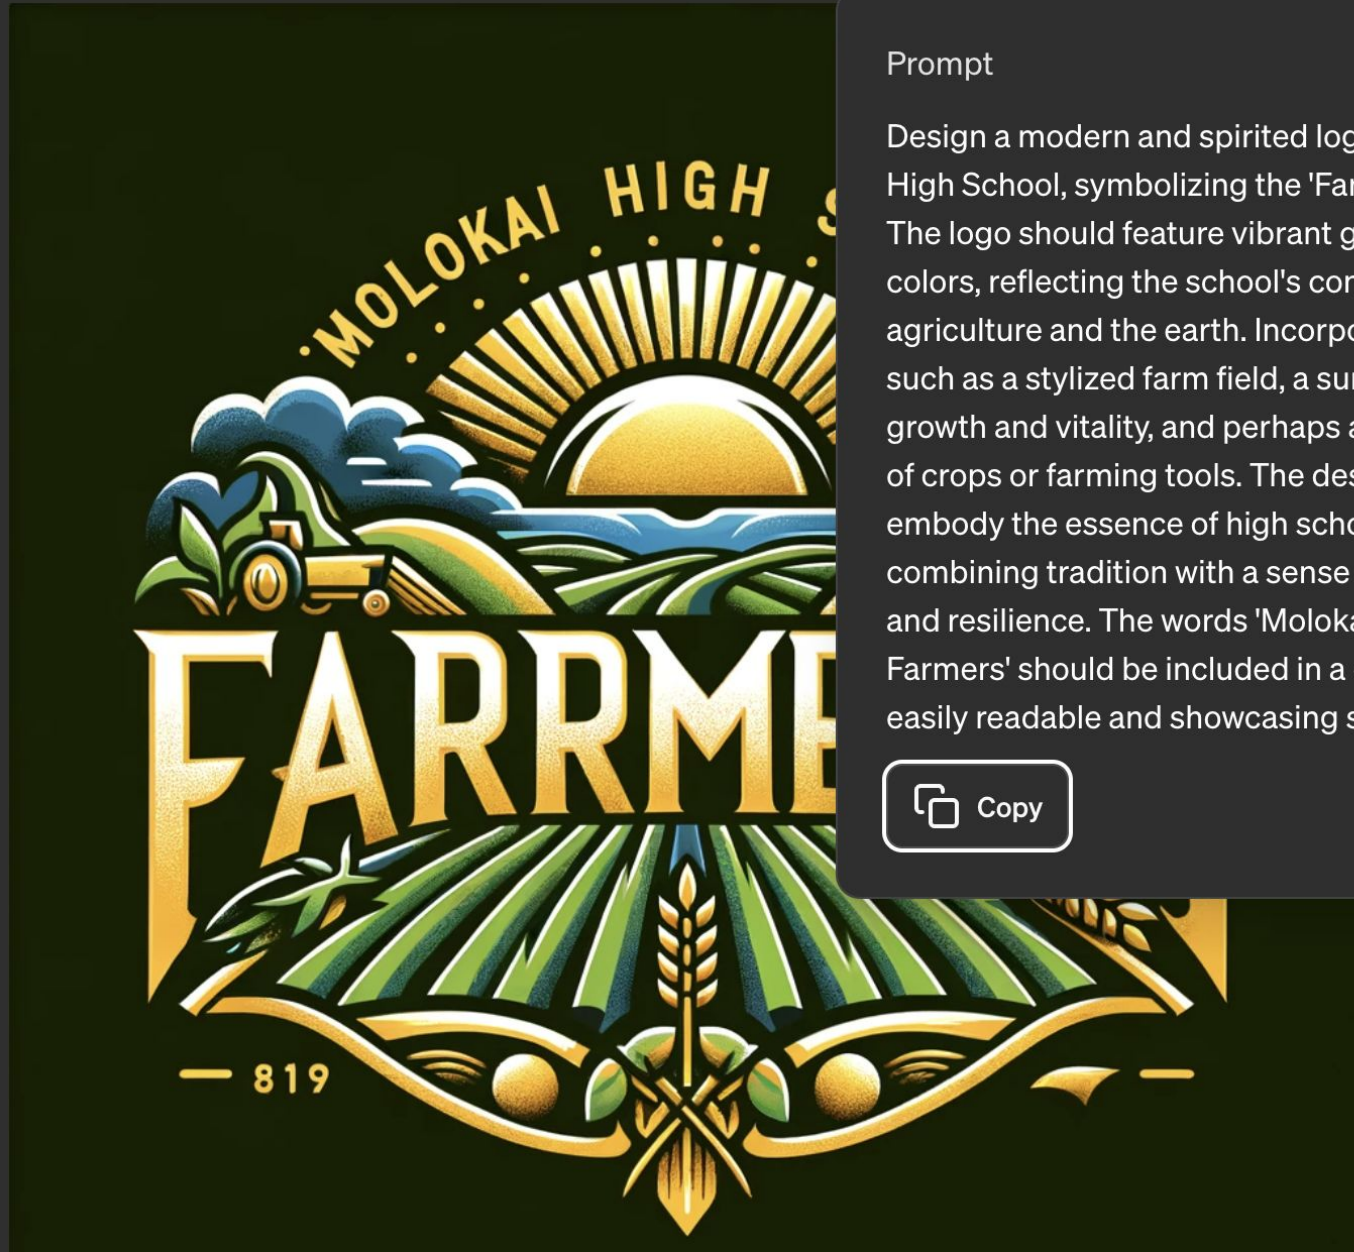 MOLOKAI HIGH S
FARRME
819
Prompt
Design a modern and spirited log
High School, symbolizing the 'Far
The logo should feature vibrant g
colors, reflecting the school's con
agriculture and the earth. Incorpo
such as a stylized farm field, a sun
growth and vitality, and perhaps a
of crops or farming tools. The des
embody the essence of high scho
combining tradition with a sense
and resilience. The words 'Moloka
Farmers' should be included in a
easily readable and showcasing s
Copy